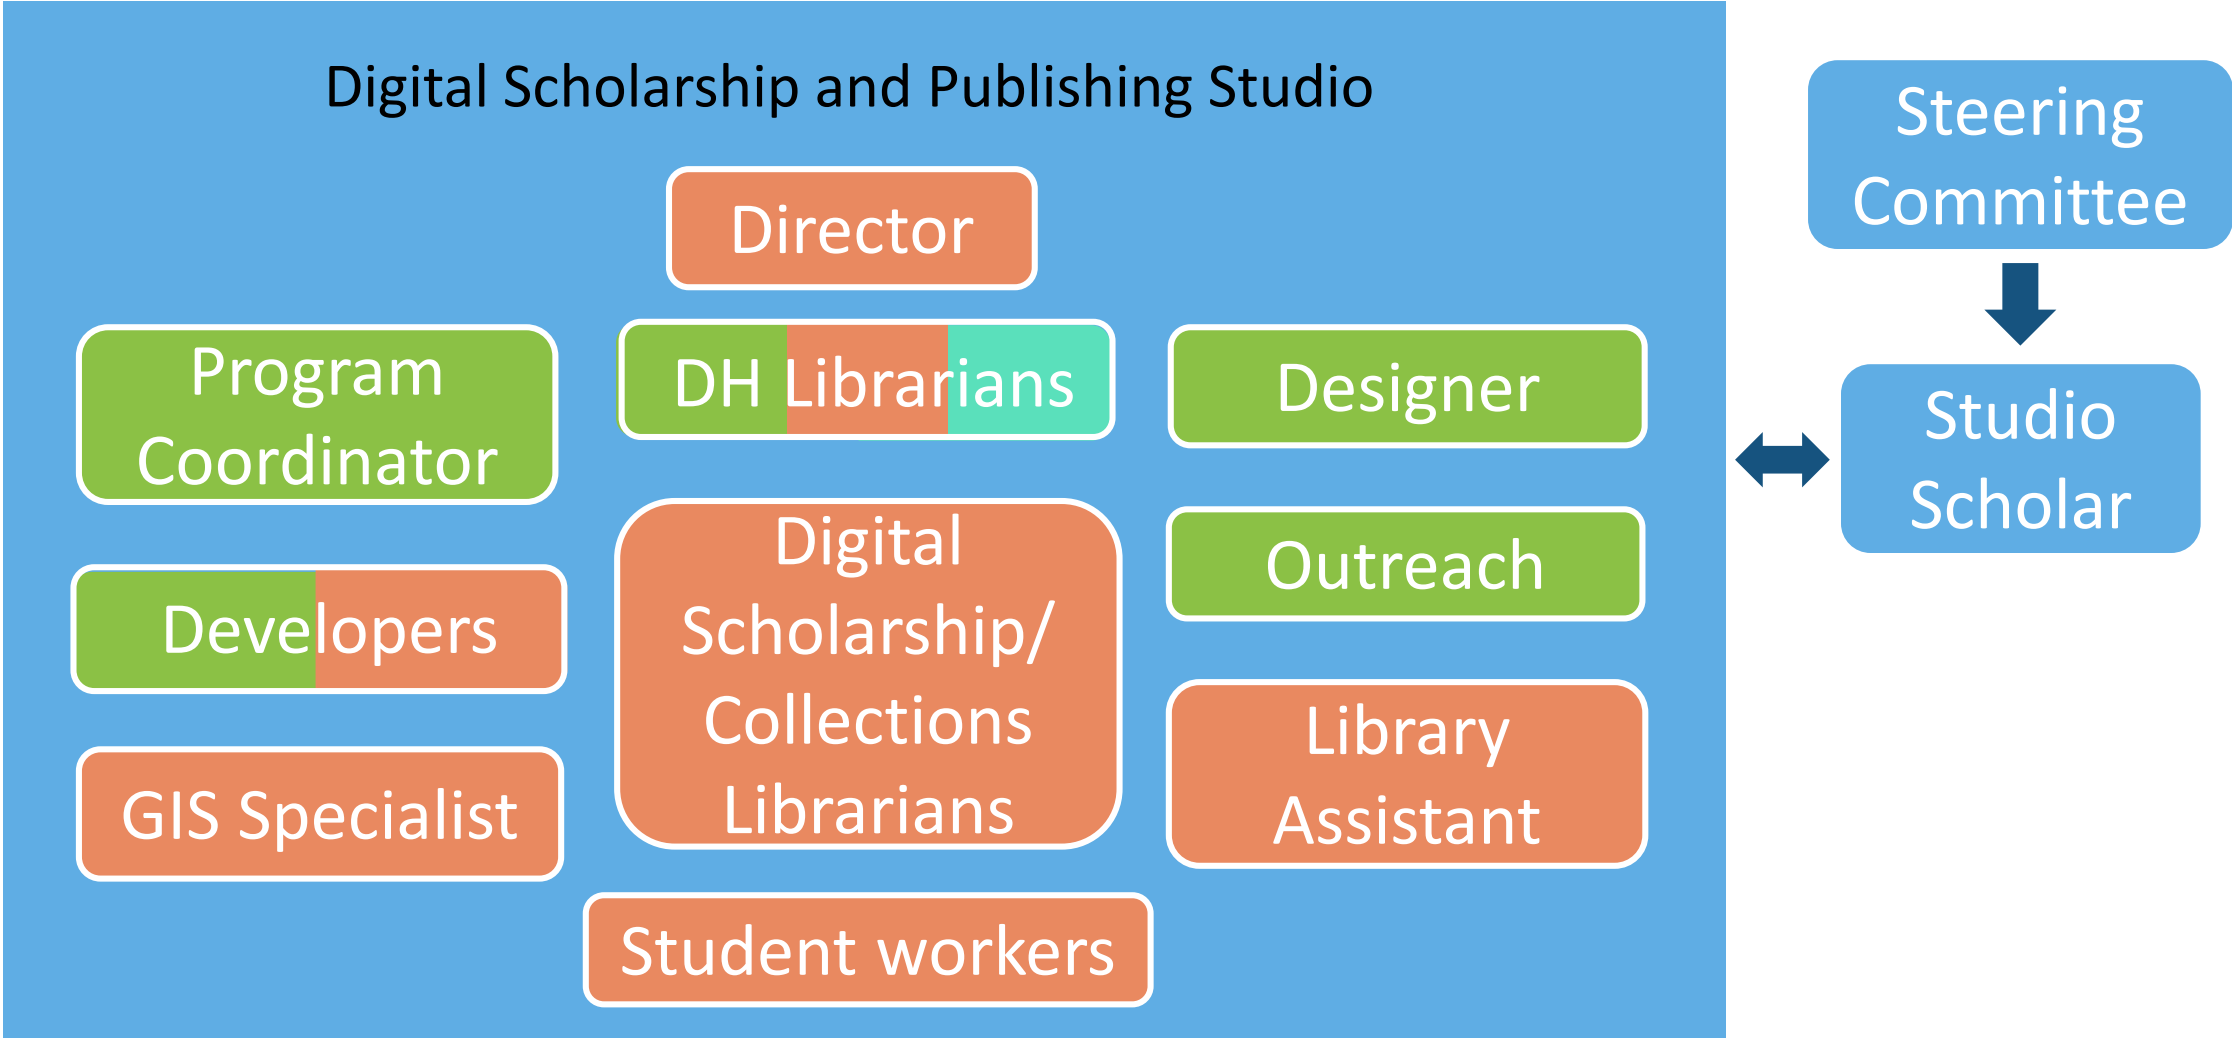 Digital Scholarship and Publishing Studio
Director
Program
Coordinator
DH Librarians
Designer
Developers
Digital
Scholarship/
Collections
Librarians
Outreach
GIS Specialist
Library
Assistant
Student workers
Steering
Committee
Studio
Scholar